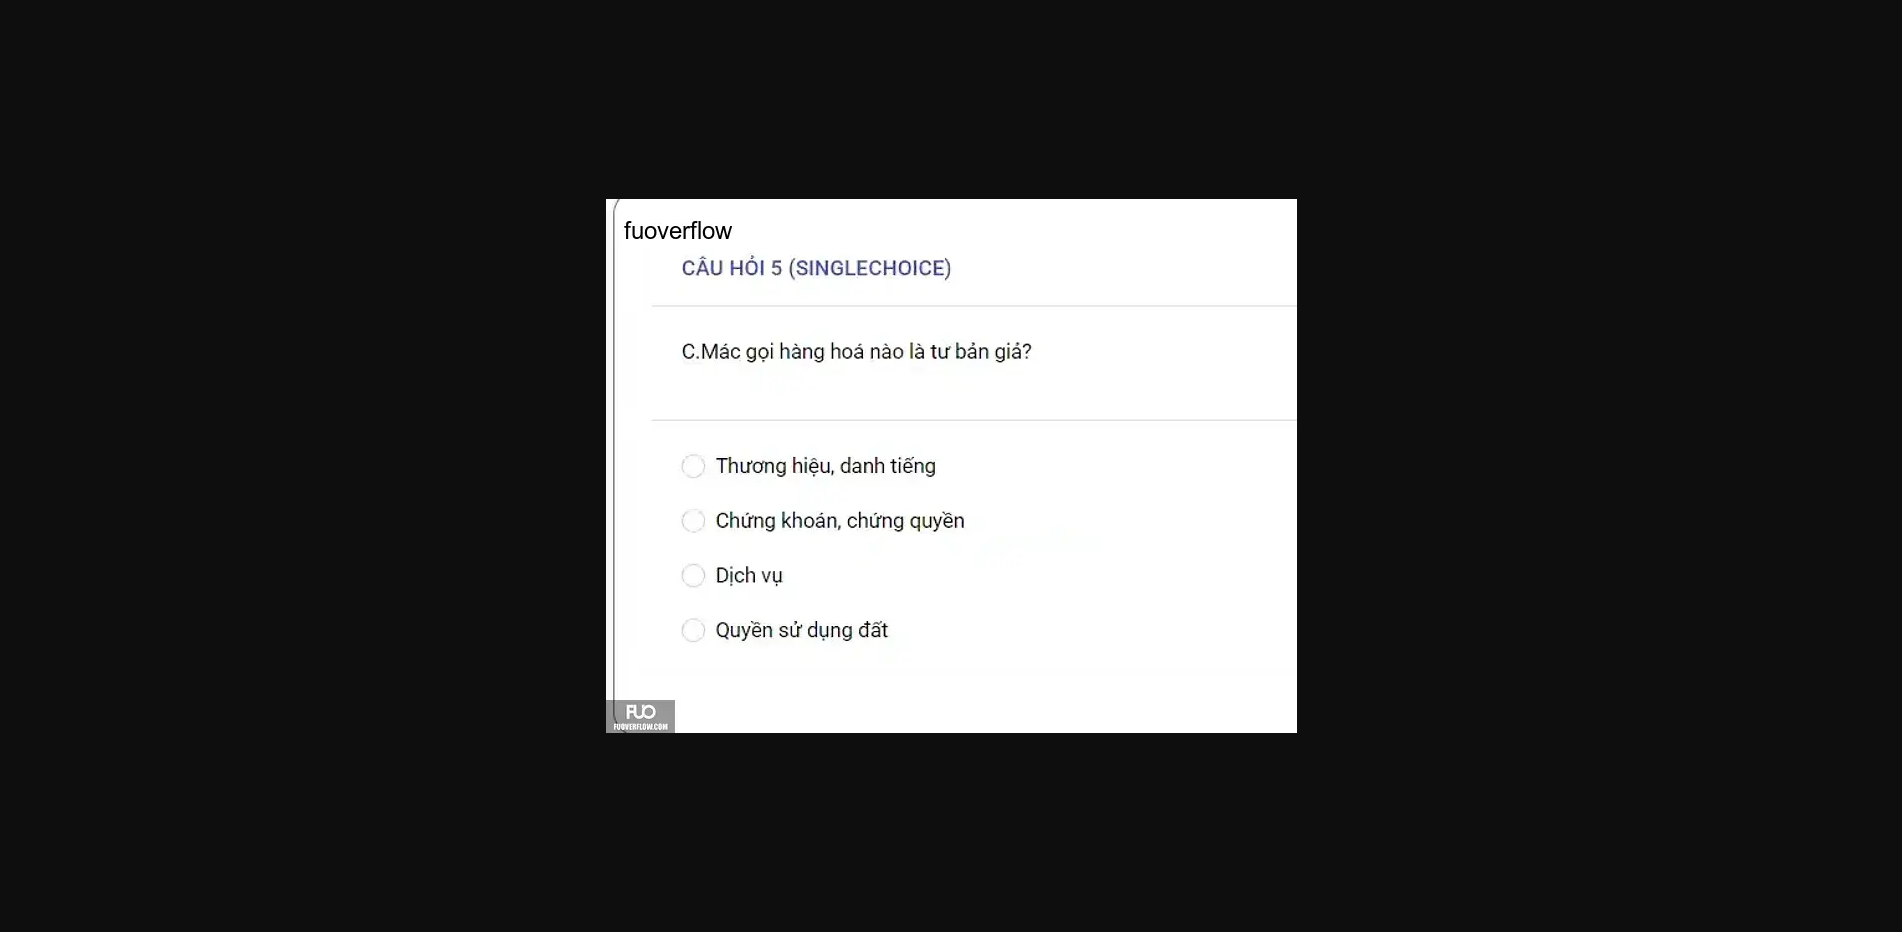 fuoverflow
CÂU HỎI 5 (SINGLECHOICE)
C.Mác gọi hàng hoá nào là tư bản giả?
Thương hiệu, danh tiếng
Chứng khoán, chứng quyền
Dịch vụ
Quyền sử dụng đất
FUO
FUOVERFLOW.COM